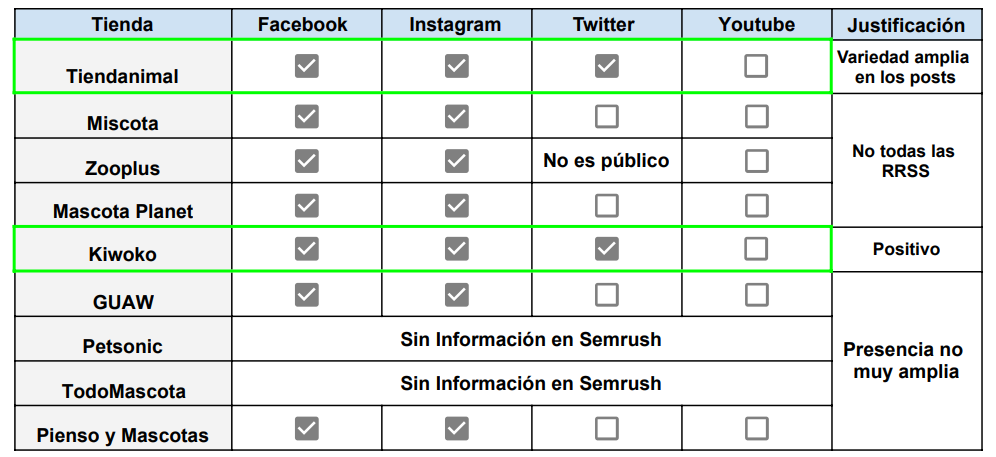 Tienda Facebook Instagram Twitter Youtube Justificación
Tiendanimal
Variedad amplia
en los posts
Miscota
Zooplus No es público
Mascota Planet
No todas las
RRSS
Kiwoko Positivo
GUAW
Petsonic Sin Información en Semrush
TodoMascota Sin Información en Semrush
Pienso y Mascotas
Presencia no
muy amplia